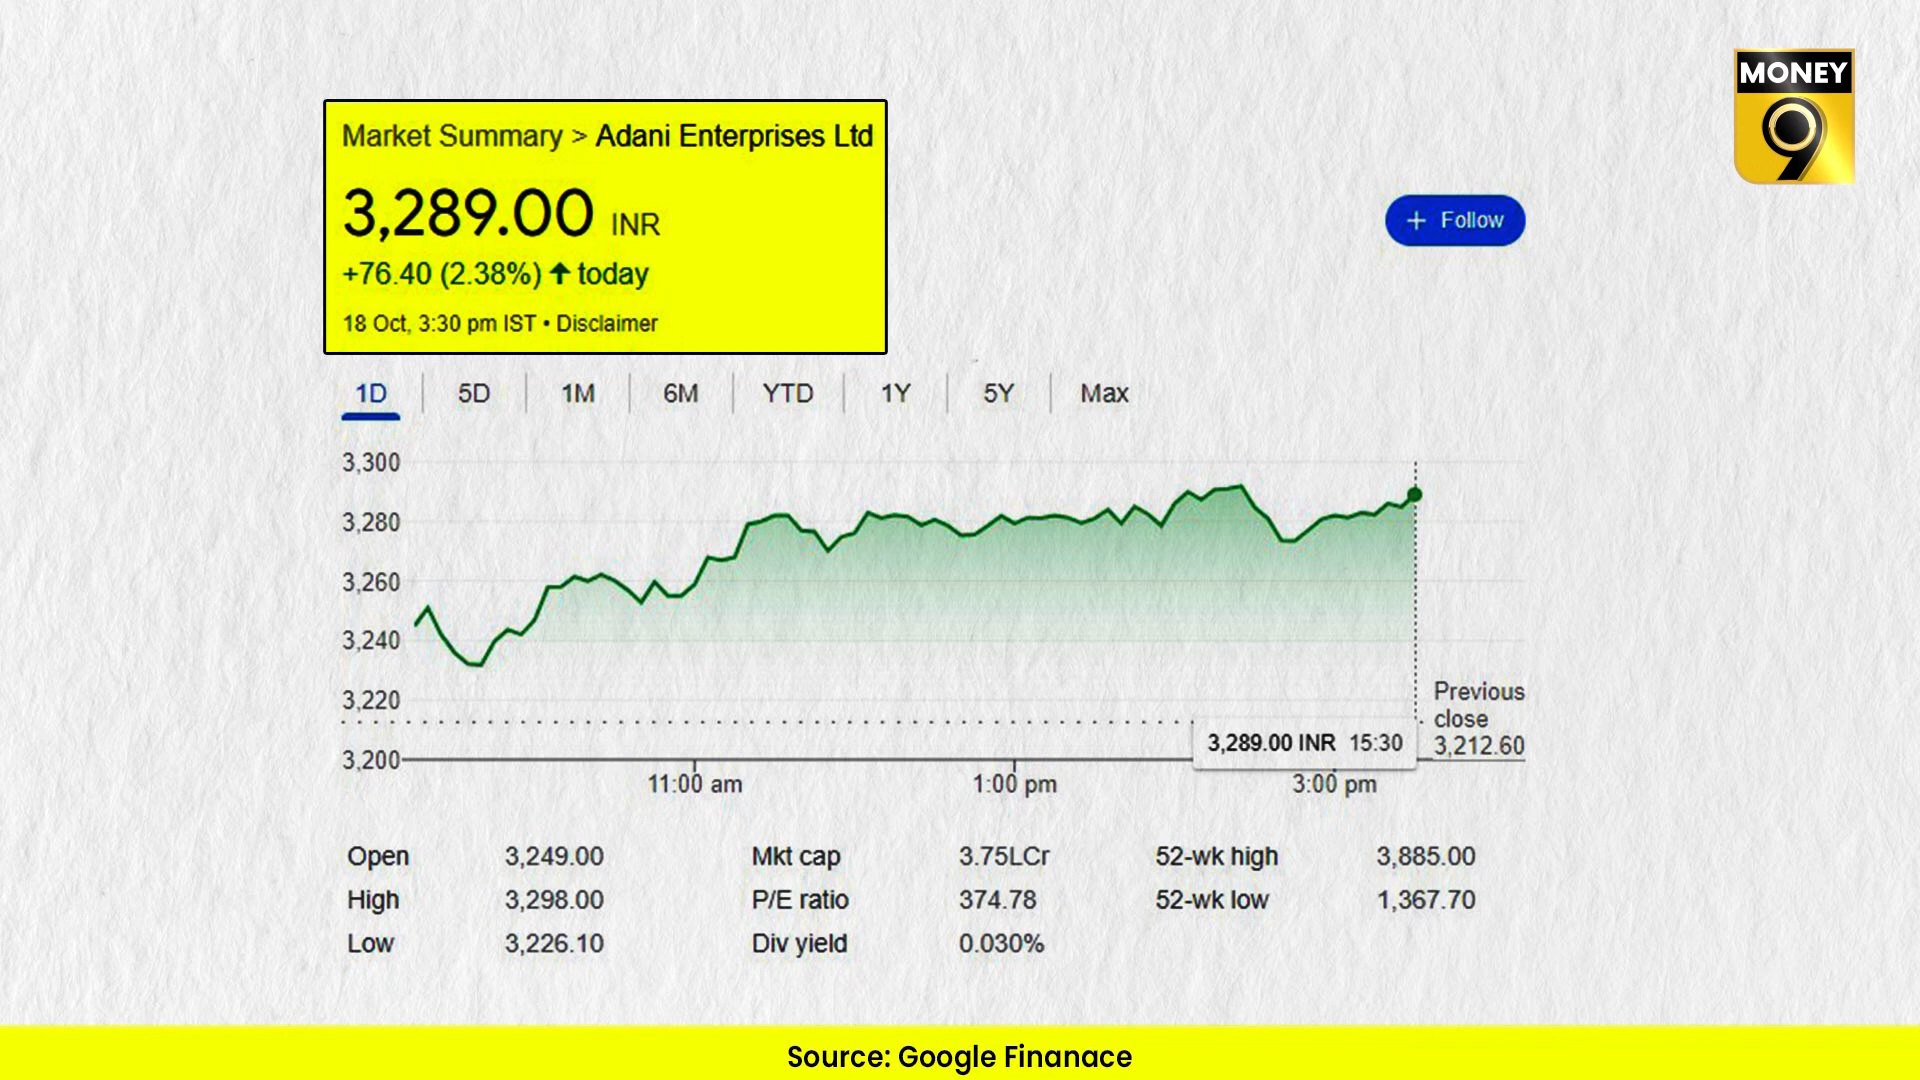 MONEY
9
Market Summary > Adani Enterprises Ltd
3,289.00 INR
+76.40 (2.38%) ↑ today
18 Oct, 3:30 pm IST • Disclaimer
+ Follow
1D 5D 1M 6M YTD 1Y 5Y Max
3,300
3,280
3,260
3,240
3,220
3,200
Previous
close
3,212.60
3,289.00 INR 15:30
11:00 am 1:00 pm 3:00 pm
Open 3,249.00 Mkt cap 3.75LCr 52-wk high 3,885.00
High 3,298.00 P/E ratio 374.78 52-wk low 1,367.70
Low 3,226.10 Div yield 0.030%
Source: Google Finanace